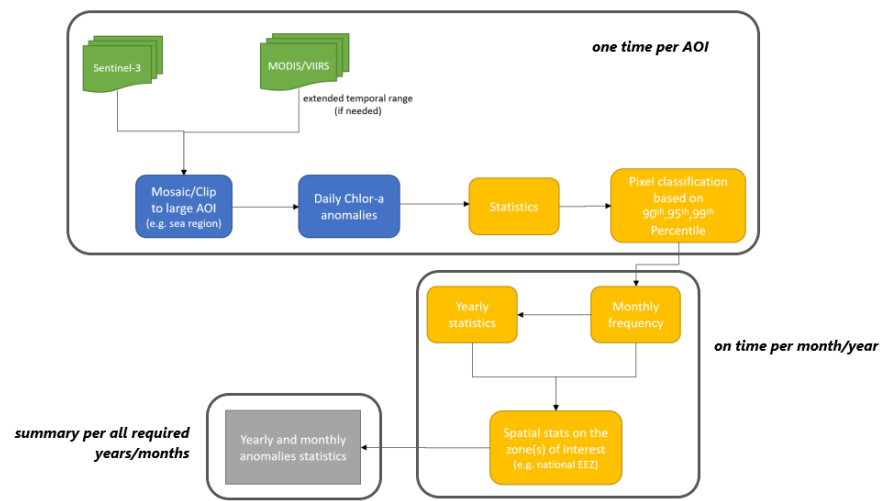 one time per AOI
Sentinel-3
MODIS/VIIRS
extended temporal range
(if needed)
Mosaic/Clip
to large AOI
(e.g. sea region)
Daily Chlor-a
anomalies
Statistics
Pixel classification
based on
90th,95th,99th
Percentile
Yearly
statistics
Monthly
frequency
on time per month/year
summary per all required
years/months
Yearly and monthly
anomalies statistics
Spatial stats on the
zone(s) of interest
(e.g. national EEZ)